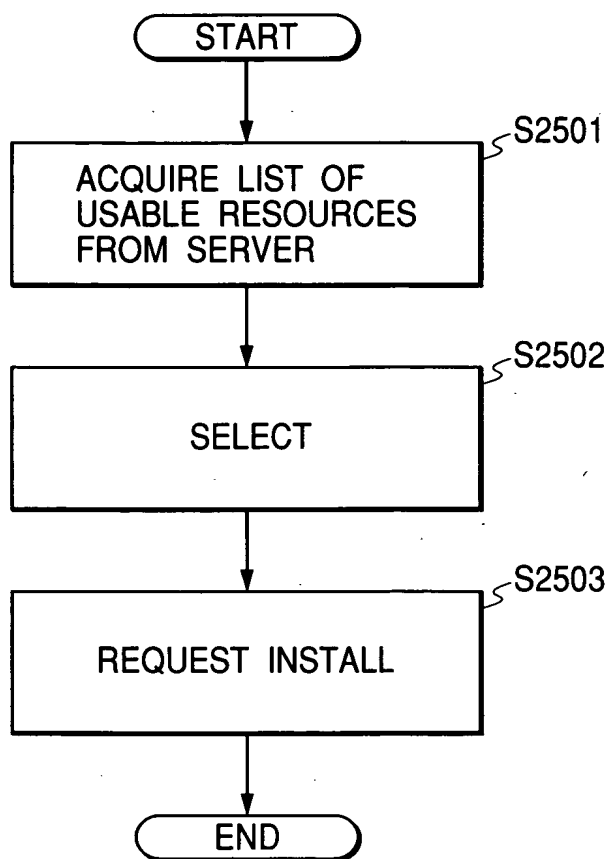 START
S2501
ACQUIRE LIST OF
USABLE RESOURCES
FROM SERVER
S2502
SELECT
S2503
REQUEST INSTALL
END